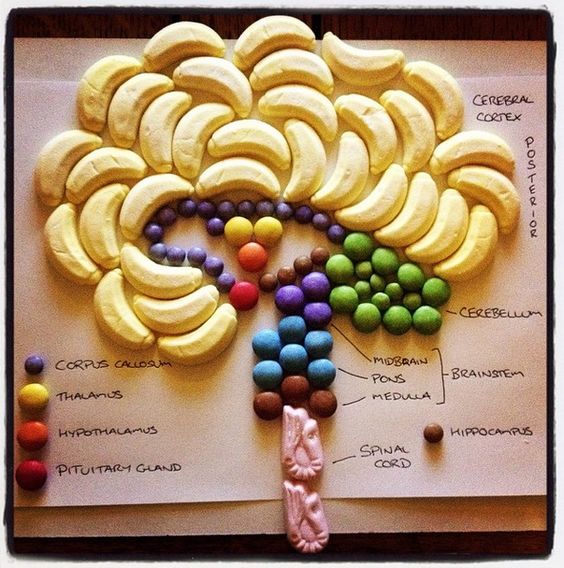 CEREBRAL
CORTEX
POSTERIOR
CEREBELLUM
CORPUS CALLOSUM
THALAMUS
HYPOTHALAMUS
PITUITARY GLAND
MIDBRAIN
PONS
MEDULLA
BRAINSTEM
HIPPOCAMPUS
SPINAL
CORD